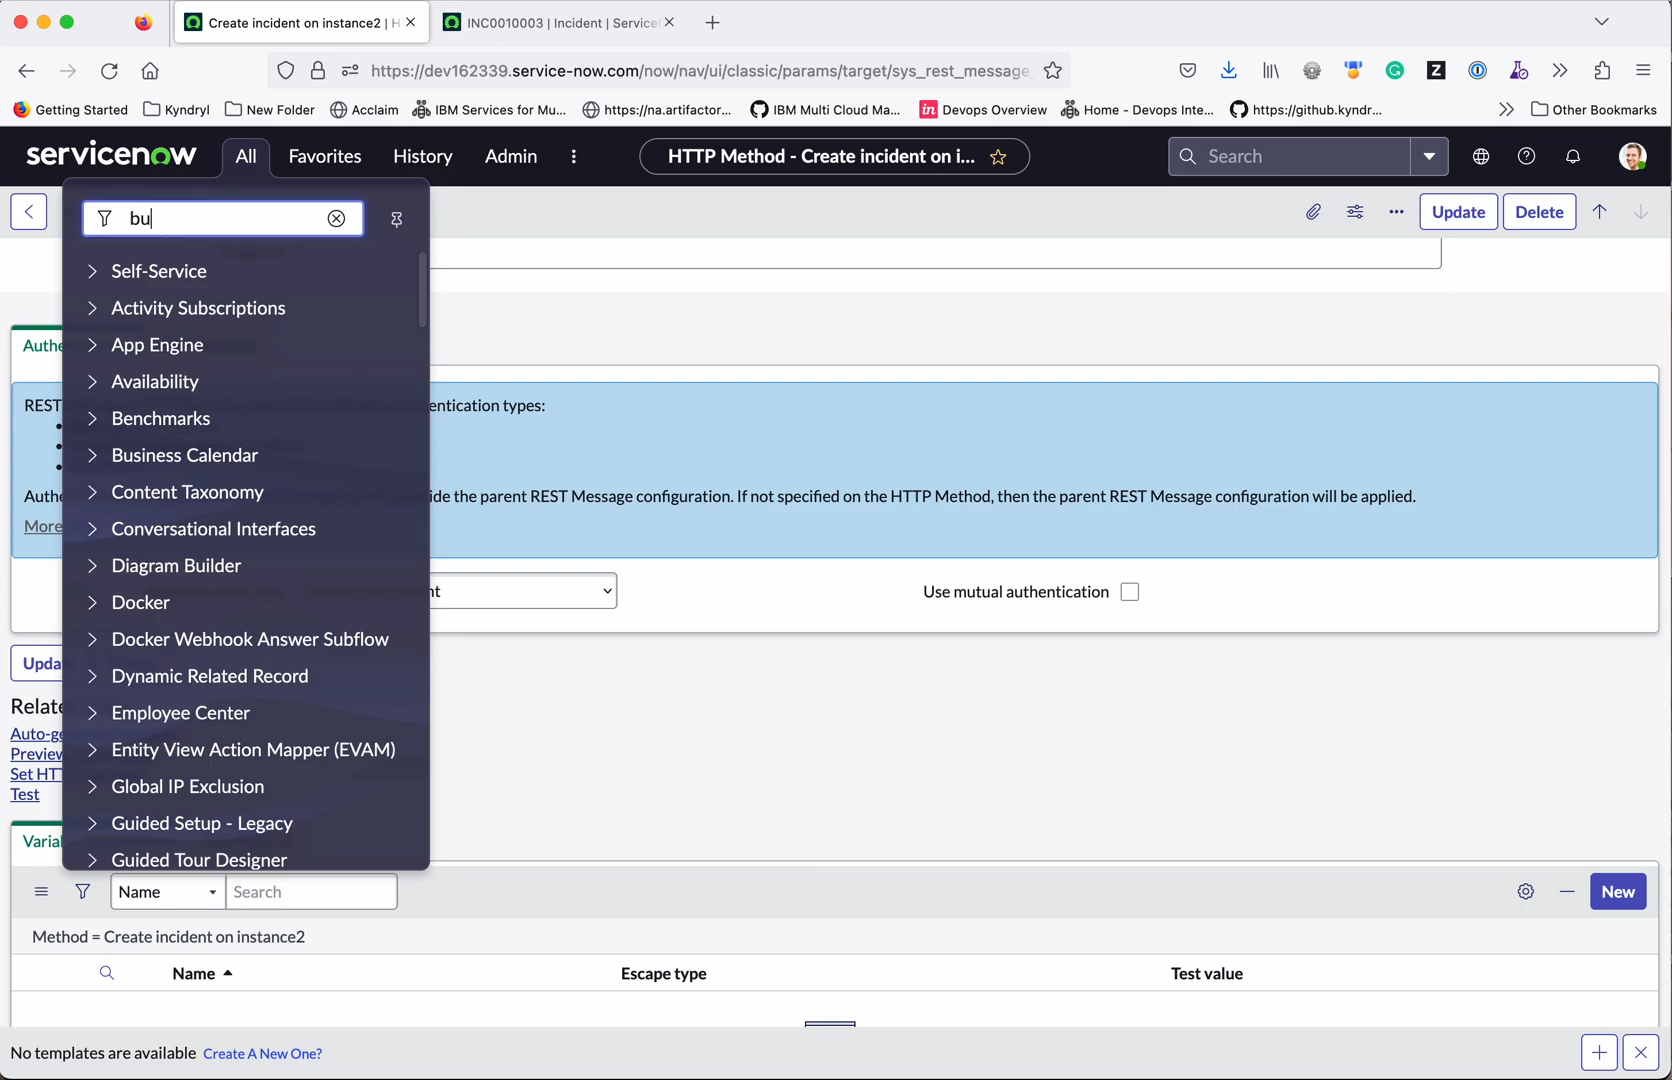 Create incident on instance2 | H
INC0010003 | Incident | Service
https://dev162339.service-now.com/now/nav/ui/classic/params/target/sys_rest_message_
Getting Started
Kyndryl
New Folder
Acclaim
IBM Services for Mu...
https://na.artifactor...
IBM Multi Cloud Ma...
Devops Overview
Home - Devops Inte...
https://github.kyndr...
Other Bookmarks
servicenow
All
Favorites
History
Admin
HTTP Method - Create incident on i...
Search
bu
Update
Delete
Self-Service
Activity Subscriptions
App Engine
Availability
Benchmarks
Business Calendar
Content Taxonomy
Conversational Interfaces
Diagram Builder
Docker
Docker Webhook Answer Subflow
Dynamic Related Record
Employee Center
Entity View Action Mapper (EVAM)
Global IP Exclusion
Guided Setup - Legacy
Guided Tour Designer
Authe
REST entication types:
Authe ide the parent REST Message configuration. If not specified on the HTTP Method, then the parent REST Message configuration will be applied.
More
nt
Use mutual authentication
Upda
Relate
Auto-ge
Preview
Set HT
Test
Varial
Name
Search
New
Method = Create incident on instance2
Name
Escape type
Test value
No templates are available Create A New One?